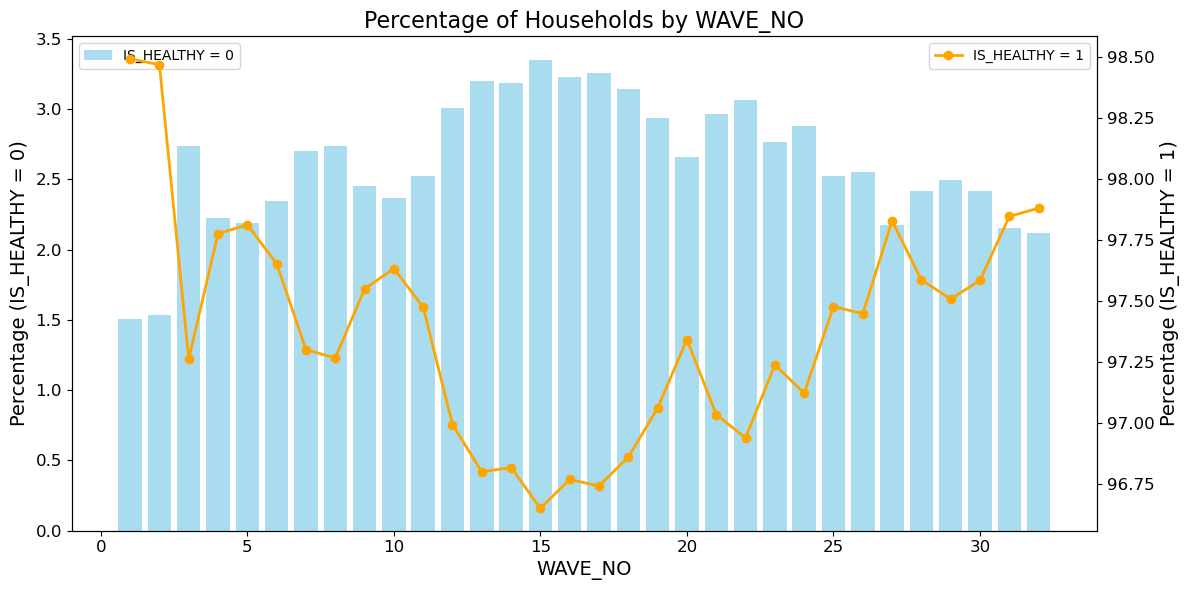 Percentage of Households by WAVE_NO
IS_HEALTHY = 0
IS_HEALTHY = 1
Percentage (IS_HEALTHY = 0)
3.5
3.0
2.5
2.0
1.5
1.0
0.5
0.0
98.50
98.25
98.00
97.75
97.50
97.25
97.00
96.75
Percentage (IS_HEALTHY = 1)
0 5 10 15 20 25 30
WAVE_NO